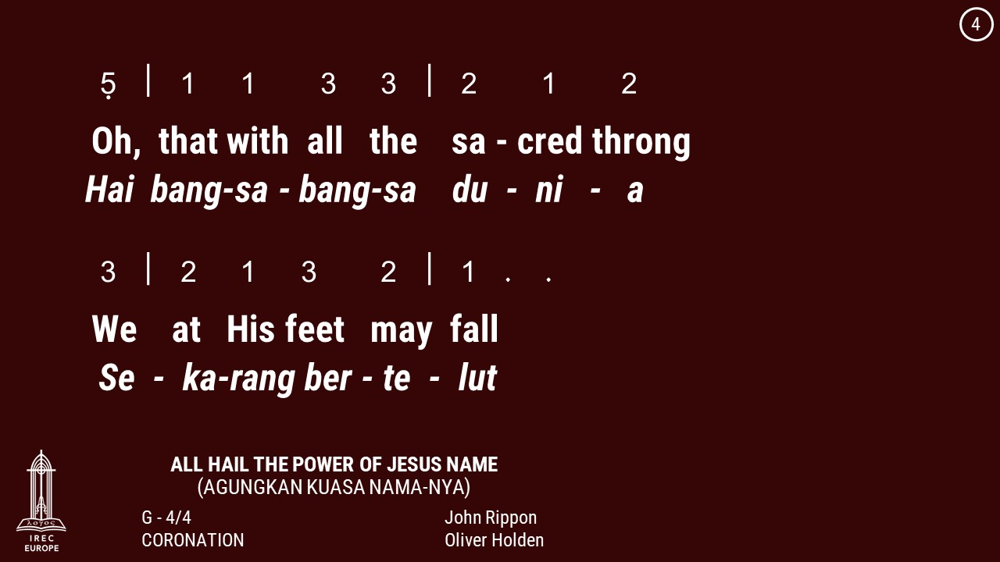 4
5̣ | 1 1 3 3 | 2 1 2
Oh, that with all the sa - cred throng
Hai bang-sa - bang-sa du - ni - a
3 | 2 1 3 2 | 1 . .
We at His feet may fall
Se - ka-rang ber - te - lut
ALL HAIL THE POWER OF JESUS NAME
(AGUNGKAN KUASA NAMA-NYA)
G - 4/4 John Rippon
CORONATION Oliver Holden
λογος
IREC
EUROPE